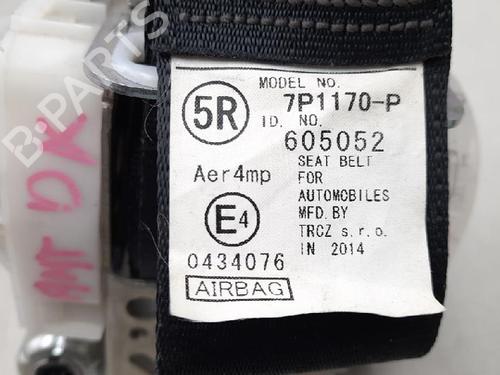 MODEL NO.
5R 7P1170-P
ID. NO.
605052
SEAT BELT
Aer4mp FOR
AUTOMOBILES
E4 MFD.BY
TRCZ s.r.o.
0434076 IN 2014
AIRBAG
B-PARTS